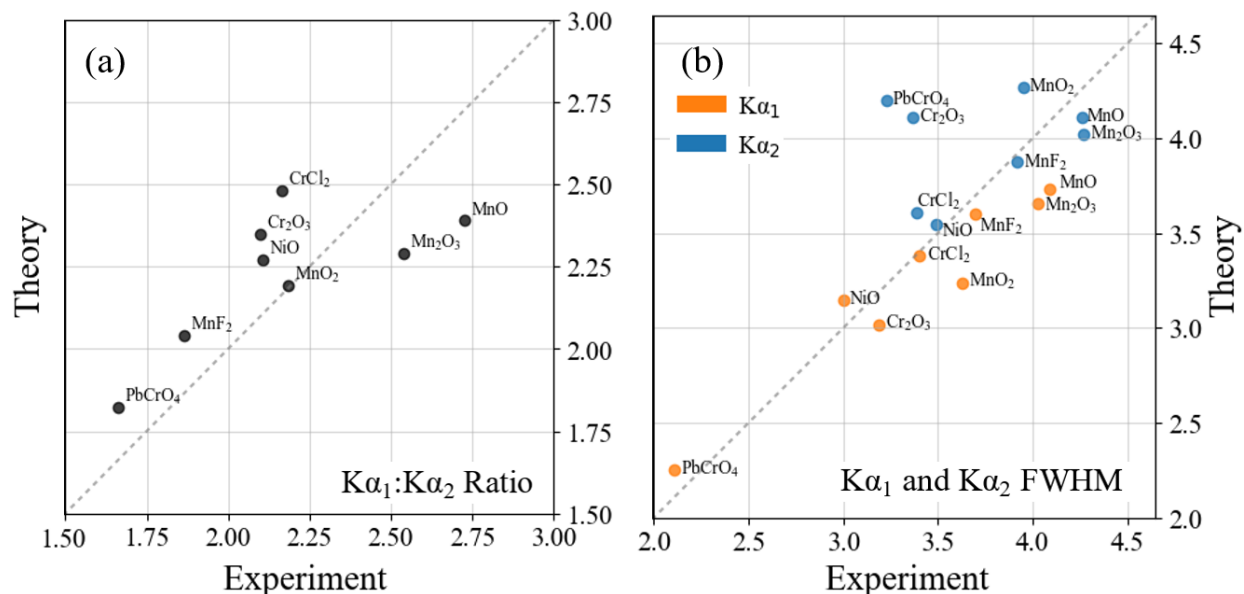 (a)
3.00
2.75
2.50
2.25
2.00
1.75
1.50
Theory
CrCl₂
Cr₂O₃
NiO
MnO
Mn₂O₃
MnO₂
MnF₂
PbCrO₄
Kα₁:Kα₂ Ratio
1.50 1.75 2.00 2.25 2.50 2.75 3.00
Experiment
(b)
Kα₁
Kα₂
4.5
4.0
3.5
3.0
2.5
2.0
Theory
PbCrO₄
Cr₂O₃
MnO₂
MnO
Mn₂O₃
MnF₂
MnO
Mn₂O₃
CrCl₂
NiO
MnF₂
CrCl₂
MnO₂
NiO
Cr₂O₃
PbCrO₄
Kα₁ and Kα₂ FWHM
2.0 2.5 3.0 3.5 4.0 4.5
Experiment